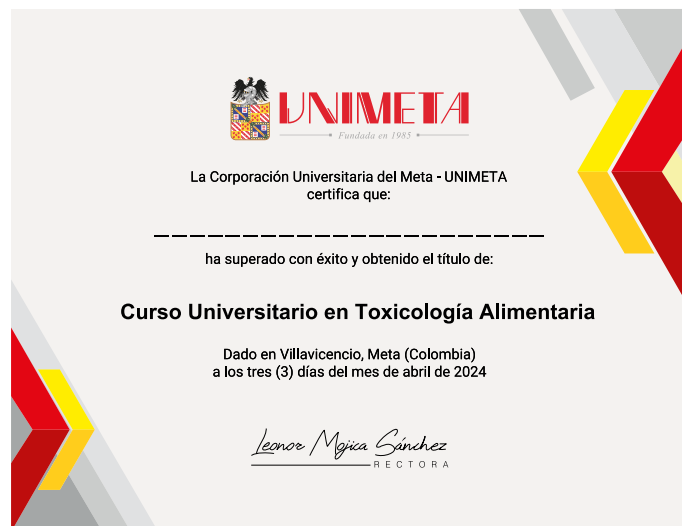 UNIMETA
Fundada en 1985
La Corporación Universitaria del Meta - UNIMETA
certifica que:
ha superado con éxito y obtenido el título de:
Curso Universitario en Toxicología Alimentaria
Dado en Villavicencio, Meta (Colombia)
a los tres (3) días del mes de abril de 2024
Leonor Mojica Sánchez
RECTORA